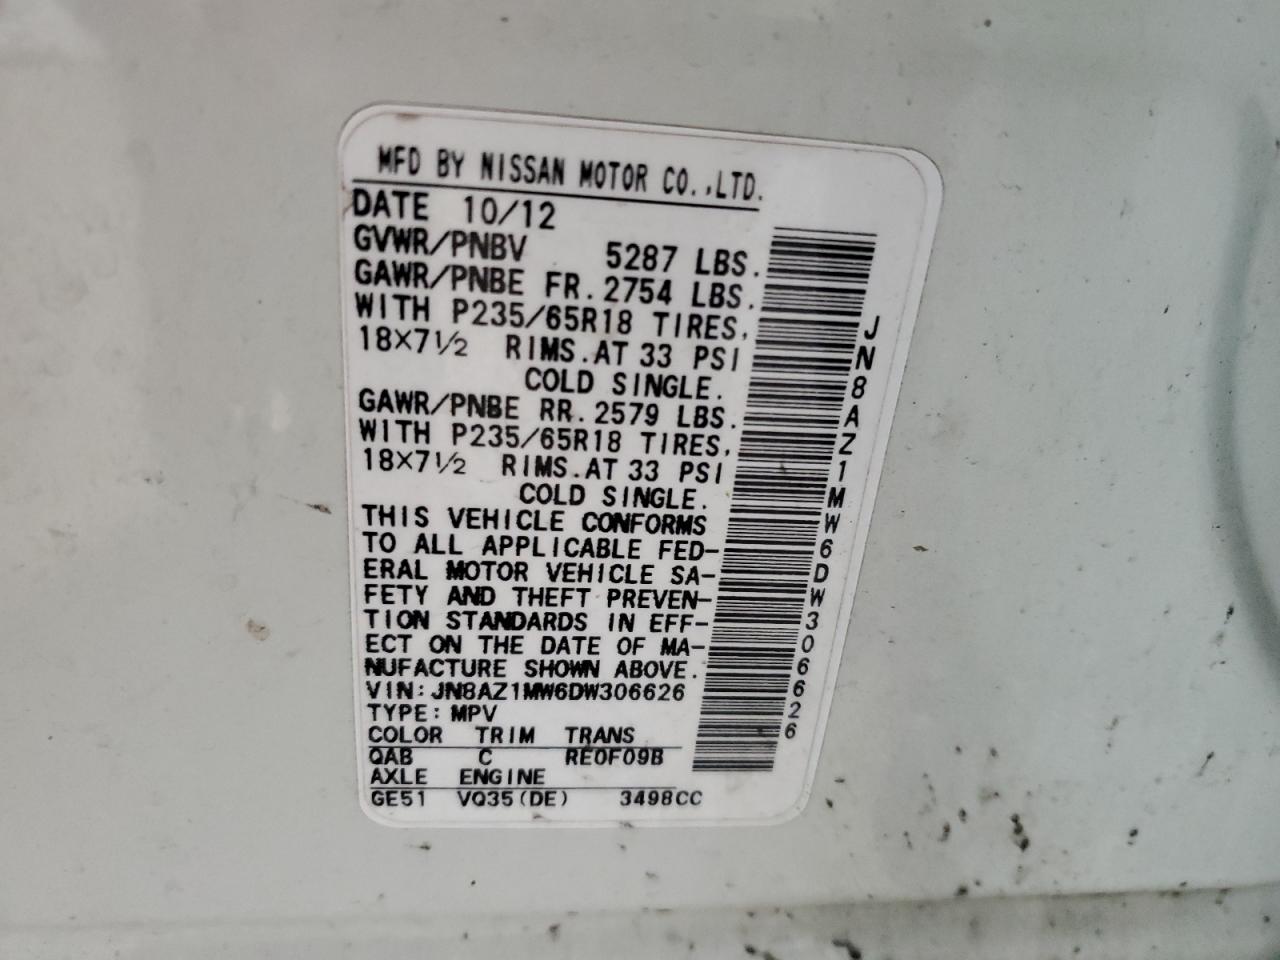 MFD BY NISSAN MOTOR CO.,LTD.
DATE 10/12
GVWR/PNBV 5287 LBS.
GAWR/PNBE FR. 2754 LBS.
WITH P235/65R18 TIRES,
18×7 1/2 RIMS. AT 33 PSI
COLD SINGLE.
GAWR/PNBE RR. 2579 LBS.
WITH P235/65R18 TIRES,
18×7 1/2 RIMS. AT 33 PSI
COLD SINGLE.
THIS VEHICLE CONFORMS
TO ALL APPLICABLE FED-
ERAL MOTOR VEHICLE SA-
FETY AND THEFT PREVEN-
TION STANDARDS IN EFF-
ECT ON THE DATE OF MA-
NUFACTURE SHOWN ABOVE.
VIN: JN8AZ1MW6DW306626
TYPE: MPV
COLOR TRIM TRANS
QAB C RE0F09B
AXLE ENGINE
GE51 VQ35(DE) 3498CC
JN8AZ1MW6DW306626